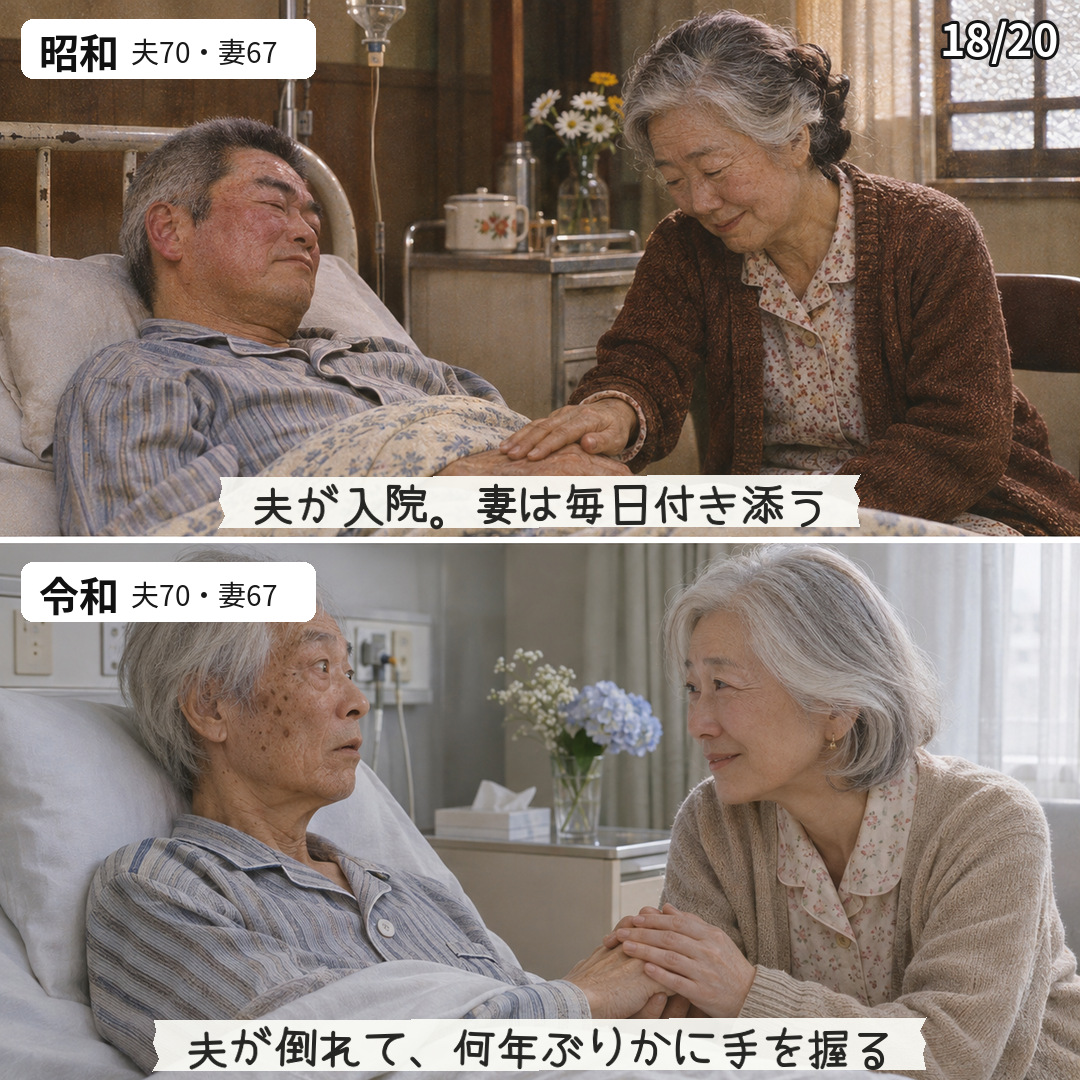 昭和 夫70・妻67
18/20
夫が入院。妻は毎日付き添う
令和 夫70・妻67
夫が倒れて、何年ぶりかに手を握る